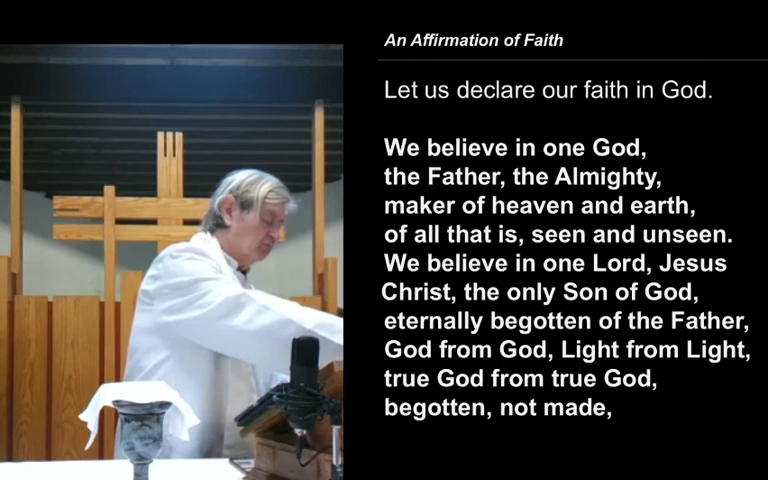 An Affirmation of Faith
Let us declare our faith in God.
We believe in one God,
the Father, the Almighty,
maker of heaven and earth,
of all that is, seen and unseen.
We believe in one Lord, Jesus
Christ, the only Son of God,
eternally begotten of the Father,
God from God, Light from Light,
true God from true God,
begotten, not made,